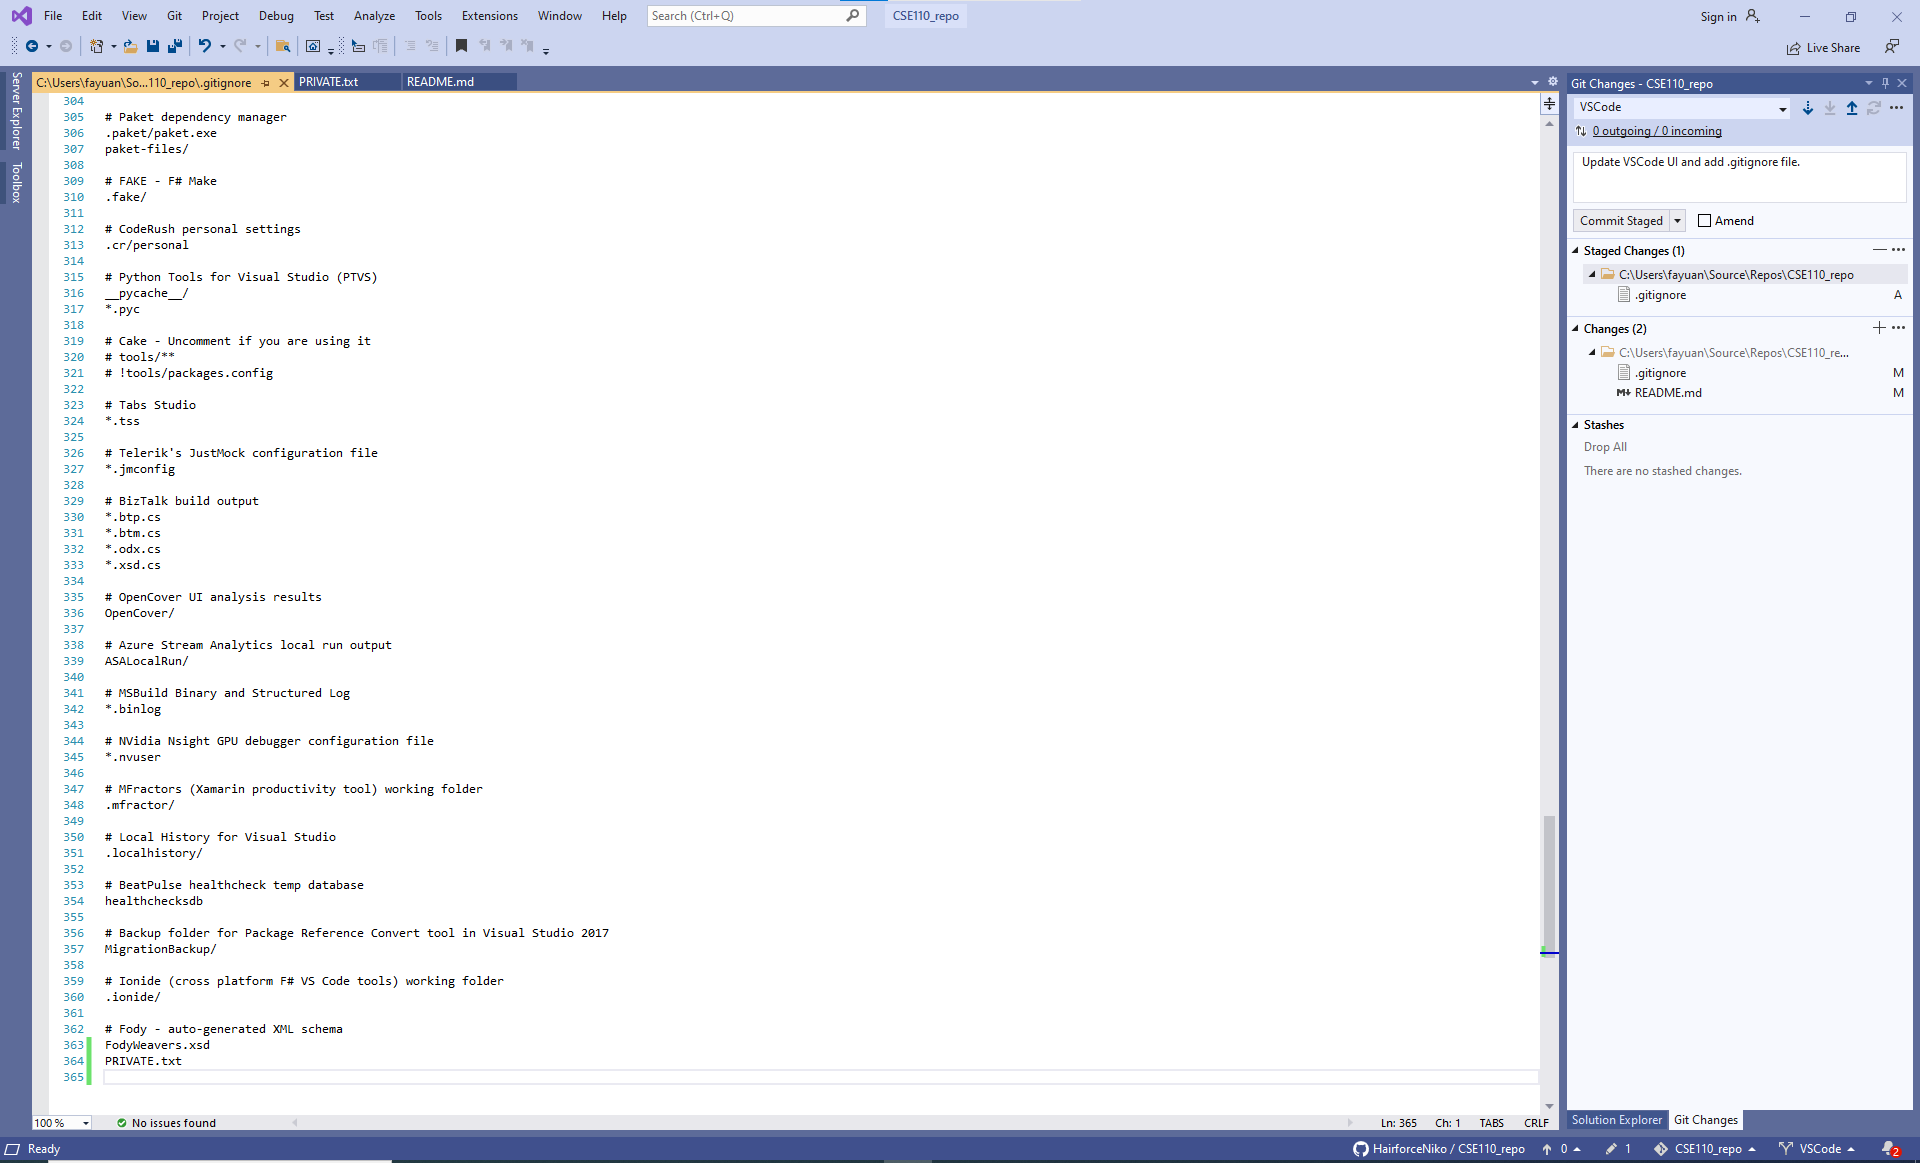 File Edit View Git Project Debug Test Analyze Tools Extensions Window Help Search (Ctrl+Q) CSE110_repo Sign in
Live Share
Server Explorer
Toolbox
C:\Users\fayuan\So...110_repo\.gitignore PRIVATE.txt README.md
304
305 # Paket dependency manager
306 .paket/paket.exe
307 paket-files/
308
309 # FAKE - F# Make
310 .fake/
311
312 # CodeRush personal settings
313 .cr/personal
314
315 # Python Tools for Visual Studio (PTVS)
316 __pycache__/
317 *.pyc
318
319 # Cake - Uncomment if you are using it
320 # tools/**
321 # !tools/packages.config
322
323 # Tabs Studio
324 *.tss
325
326 # Telerik's JustMock configuration file
327 *.jmconfig
328
329 # BizTalk build output
330 *.btp.cs
331 *.btm.cs
332 *.odx.cs
333 *.xsd.cs
334
335 # OpenCover UI analysis results
336 OpenCover/
337
338 # Azure Stream Analytics local run output
339 ASALocalRun/
340
341 # MSBuild Binary and Structured Log
342 *.binlog
343
344 # NVidia Nsight GPU debugger configuration file
345 *.nvuser
346
347 # MFractors (Xamarin productivity tool) working folder
348 .mfractor/
349
350 # Local History for Visual Studio
351 .localhistory/
352
353 # BeatPulse healthcheck temp database
354 healthchecksdb
355
356 # Backup folder for Package Reference Convert tool in Visual Studio 2017
357 MigrationBackup/
358
359 # Ionide (cross platform F# VS Code tools) working folder
360 .ionide/
361
362 # Fody - auto-generated XML schema
363 FodyWeavers.xsd
364 PRIVATE.txt
365
100 % No issues found Ln: 365 Ch: 1 TABS CRLF
Git Changes - CSE110_repo
VSCode
0 outgoing / 0 incoming
Update VSCode UI and add .gitignore file.
Commit Staged Amend
Staged Changes (1)
C:\Users\fayuan\Source\Repos\CSE110_repo
.gitignore A
Changes (2)
C:\Users\fayuan\Source\Repos\CSE110_re...
.gitignore M
M↓ README.md M
Stashes
Drop All
There are no stashed changes.
Solution Explorer Git Changes
Ready HairforceNiko / CSE110_repo 0 1 CSE110_repo VSCode 2